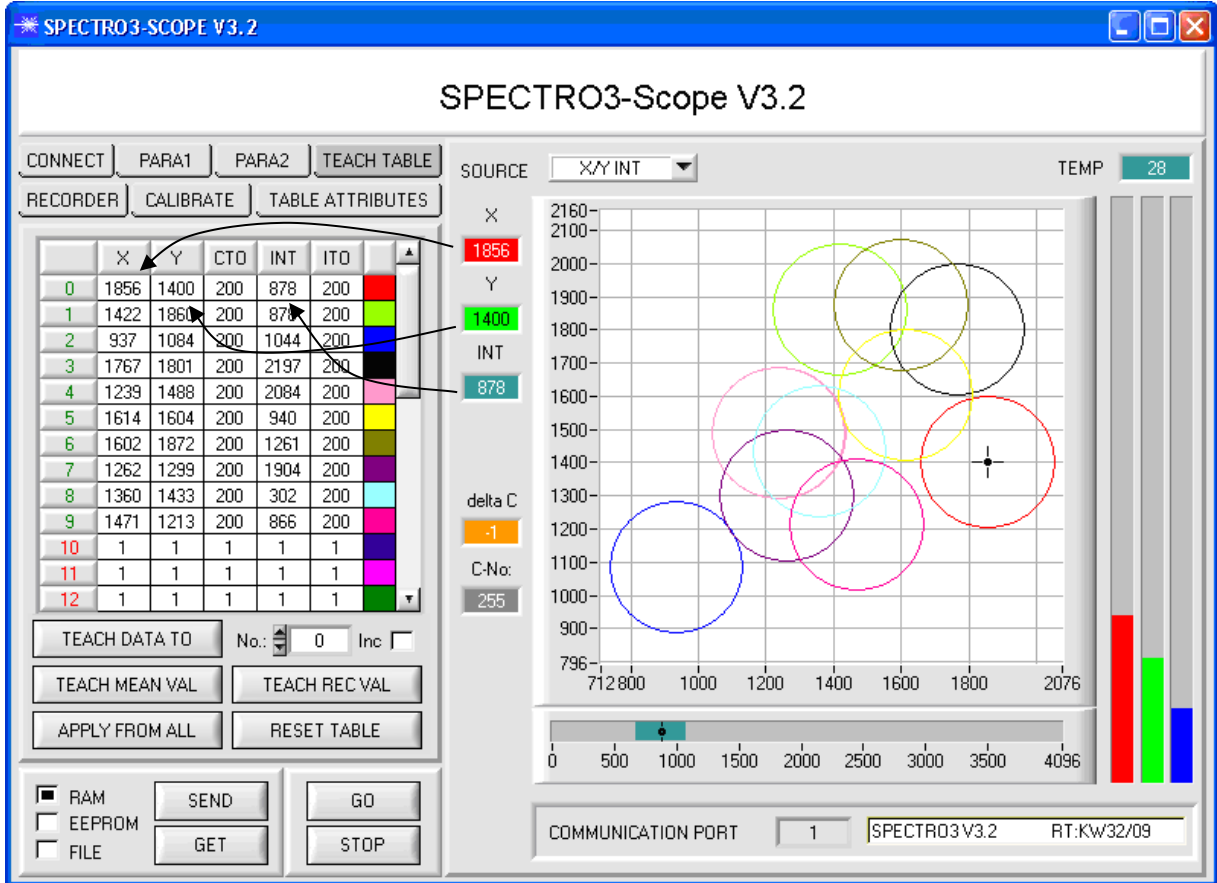 SPECTRO3-SCOPE V3.2
SPECTRO3-Scope V3.2
CONNECT PARA1 PARA2 TEACH TABLE
RECORDER CALIBRATE TABLE ATTRIBUTES
X Y CTO INT ITO
0 1856 1400 200 878 200
1 1422 1860 200 200
2 937 1084 200 1044 200
3 1767 1801 200 2197 200
4 1239 1488 200 2084 200
5 1614 1604 200 940 200
6 1602 1872 200 1261 200
7 1262 1299 200 1904 200
8 1360 1433 200 302 200
9 1471 1213 200 866 200
10 1 1 1 1 1
11 1 1 1 1 1
12 1 1 1 1 1
TEACH DATA TO No.: 0 Inc
TEACH MEAN VAL TEACH REC VAL
APPLY FROM ALL RESET TABLE
RAM
EEPROM
FILE
SEND GO
GET STOP
SOURCE X/Y INT TEMP 28
X
1856
Y
1400
INT
878
delta C
-1
C-No:
255
2160
2100
2000
1900
1800
1700
1600
1500
1400
1300
1200
1100
1000
900
796
712 800 1000 1200 1400 1600 1800 2076
0 500 1000 1500 2000 2500 3000 3500 4096
COMMUNICATION PORT 1 SPECTRO3 V3.2 RT:KW32/09